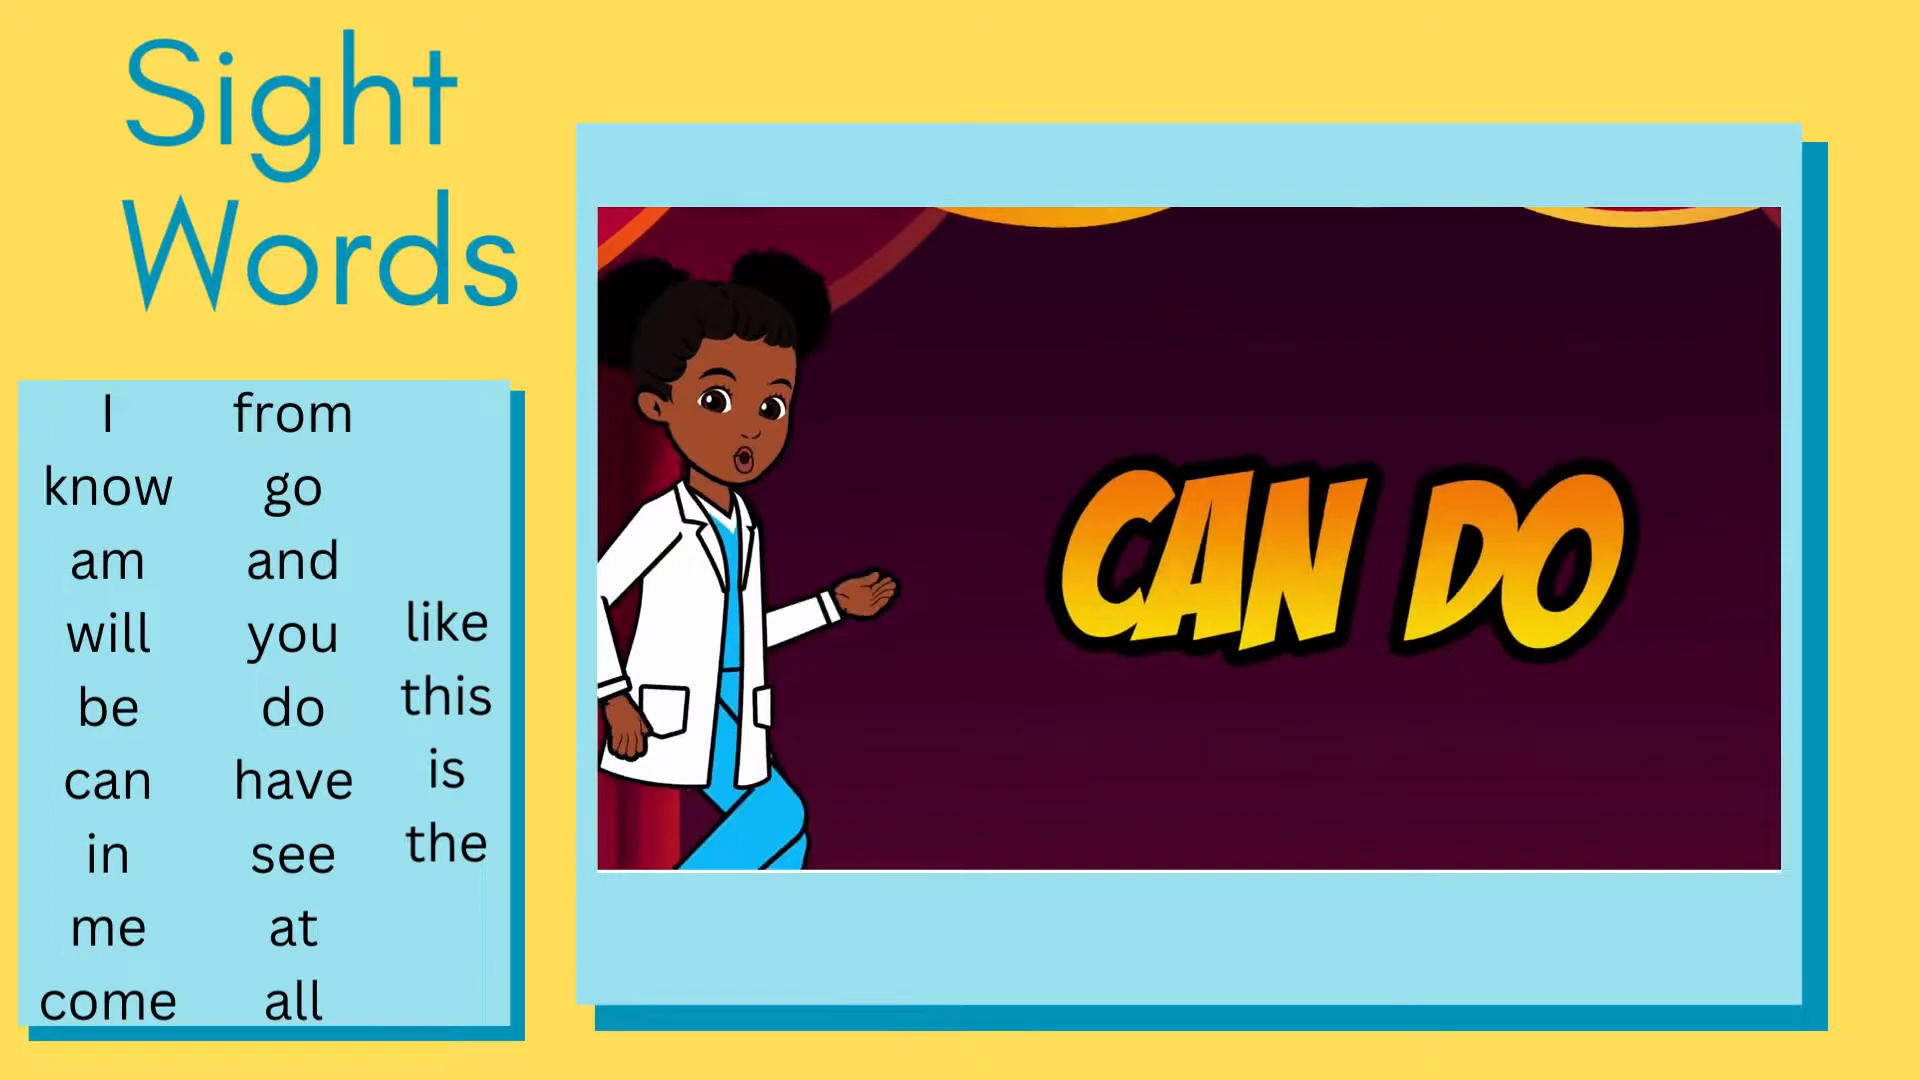 Sight
Words
I
know
am
will
be
can
in
me
come
from
go
and
you
do
have
see
at
all
like
this
is
the
CAN DO